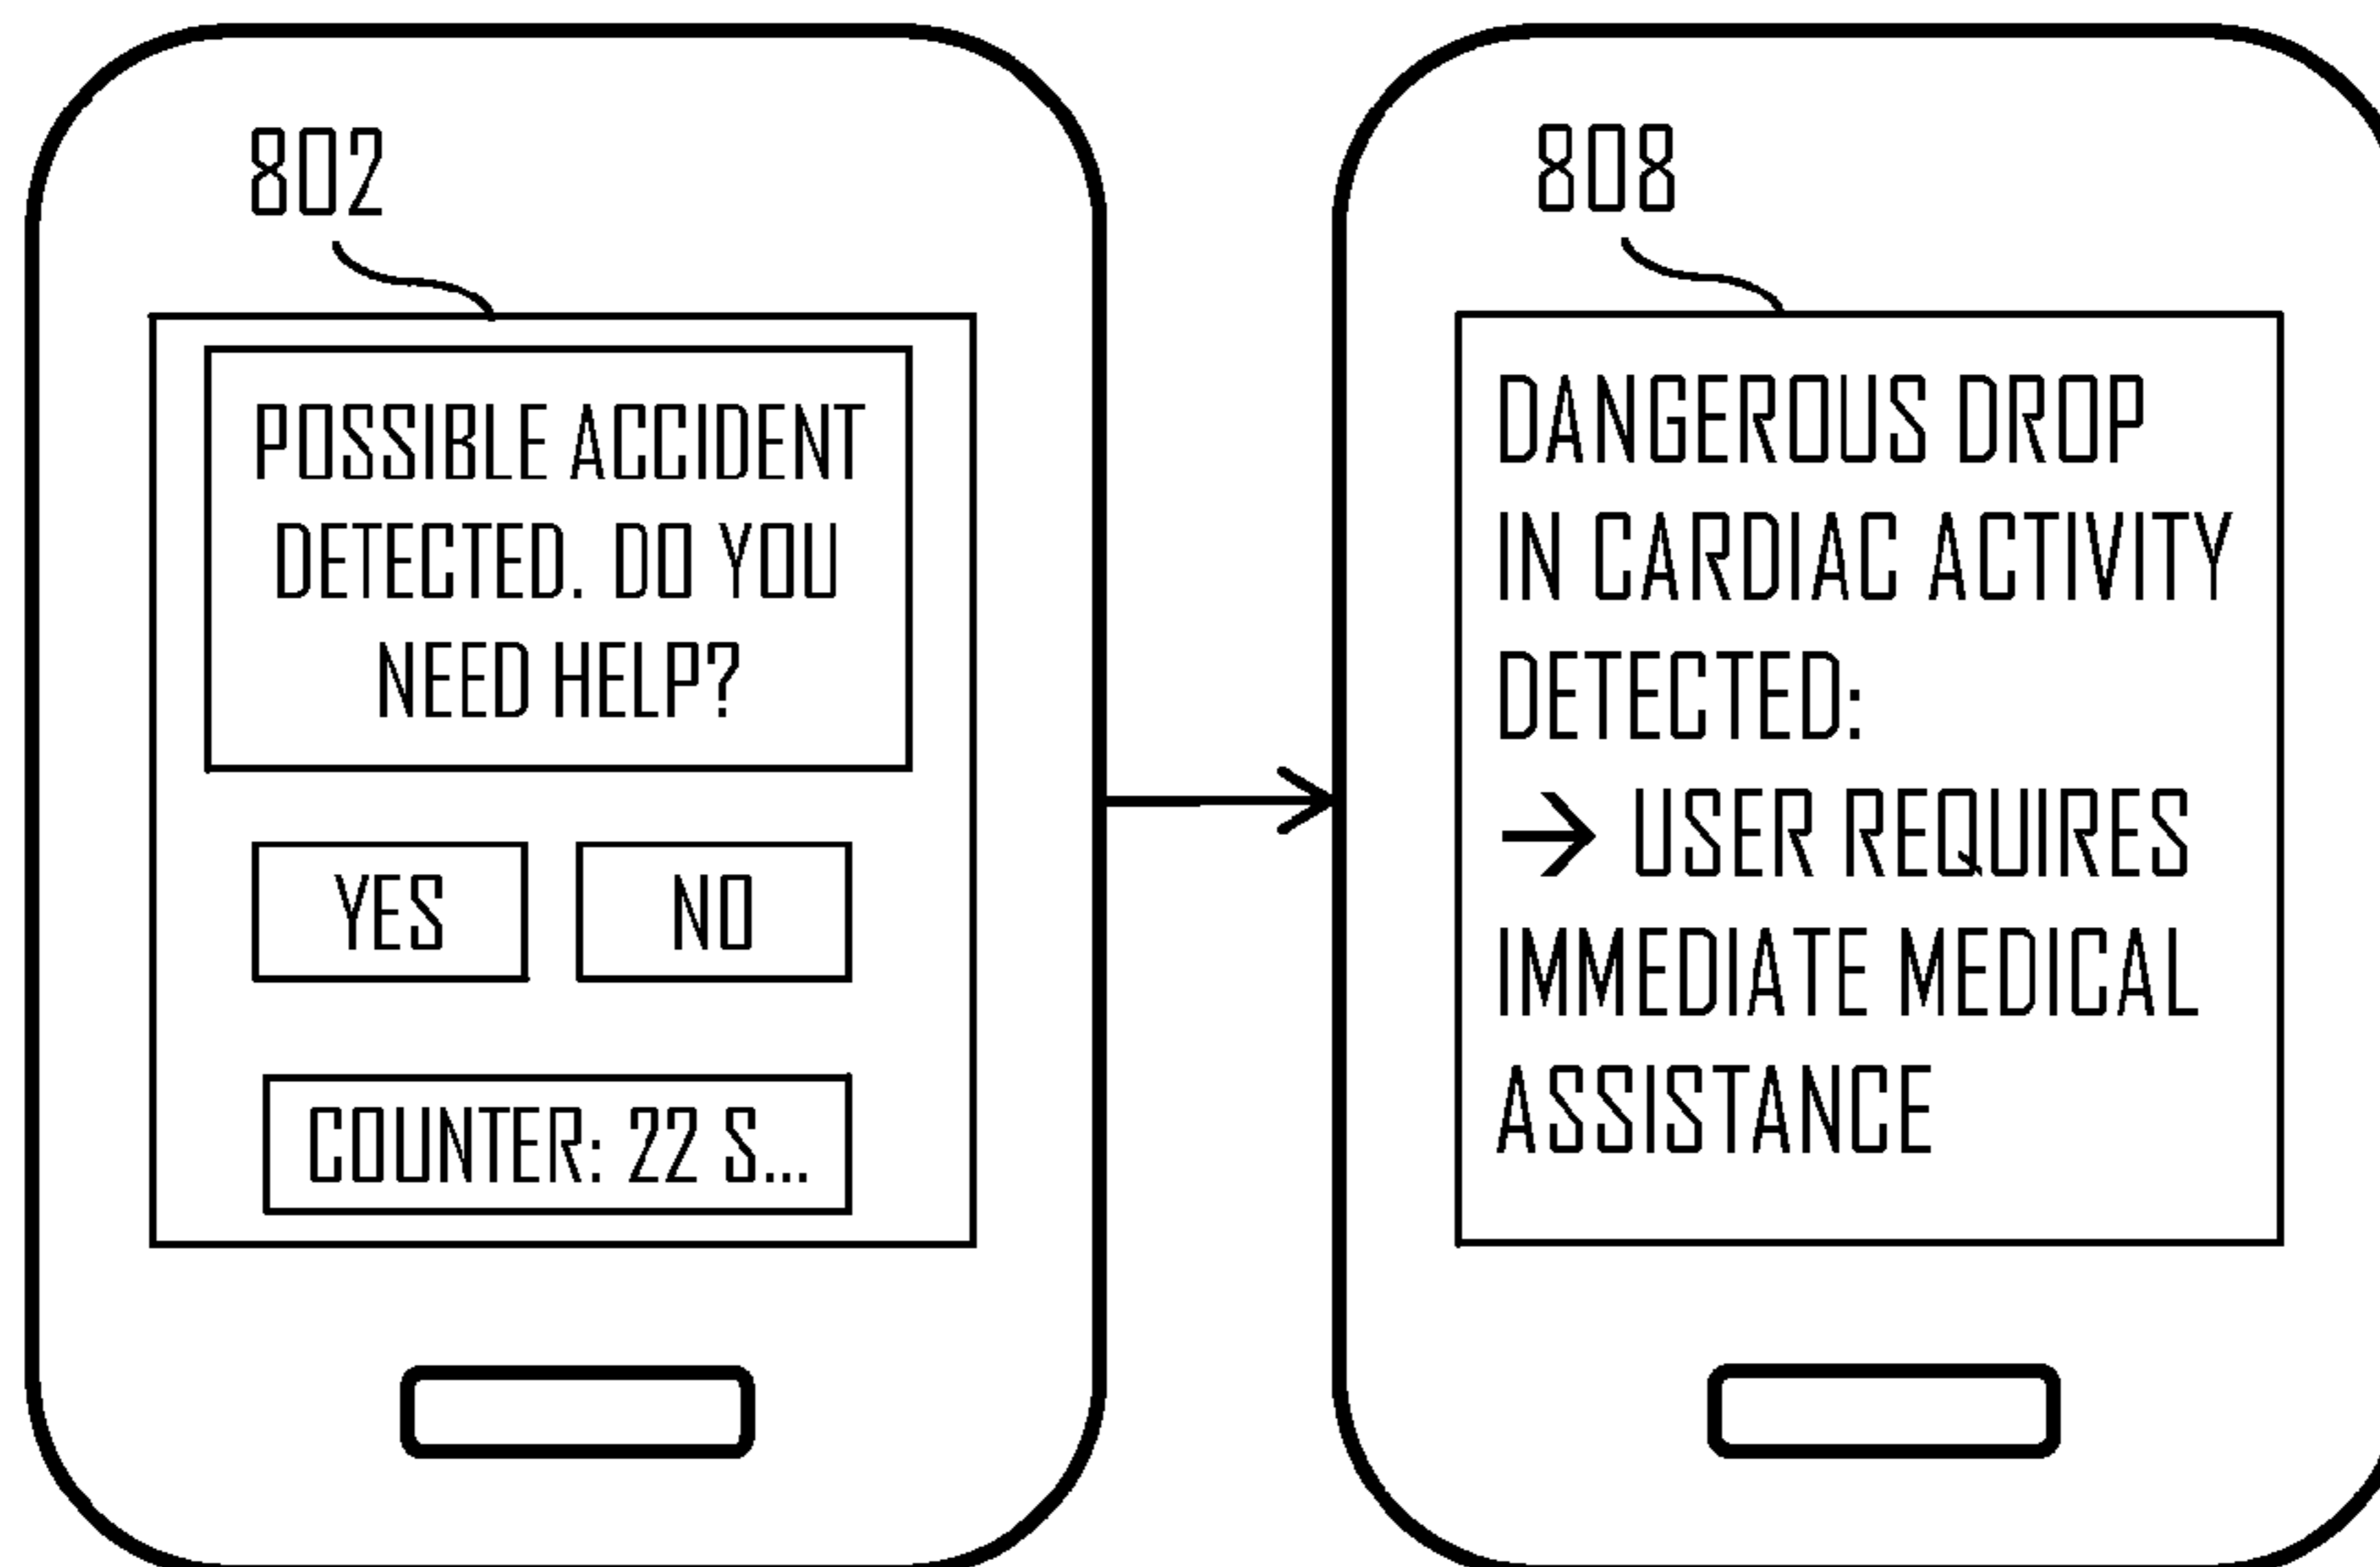 802
POSSIBLE ACCIDENT
DETECTED. DO YOU
NEED HELP?
YES NO
COUNTER: 22 S...
808
DANGEROUS DROP
IN CARDIAC ACTIVITY
DETECTED:
→ USER REQUIRES
IMMEDIATE MEDICAL
ASSISTANCE